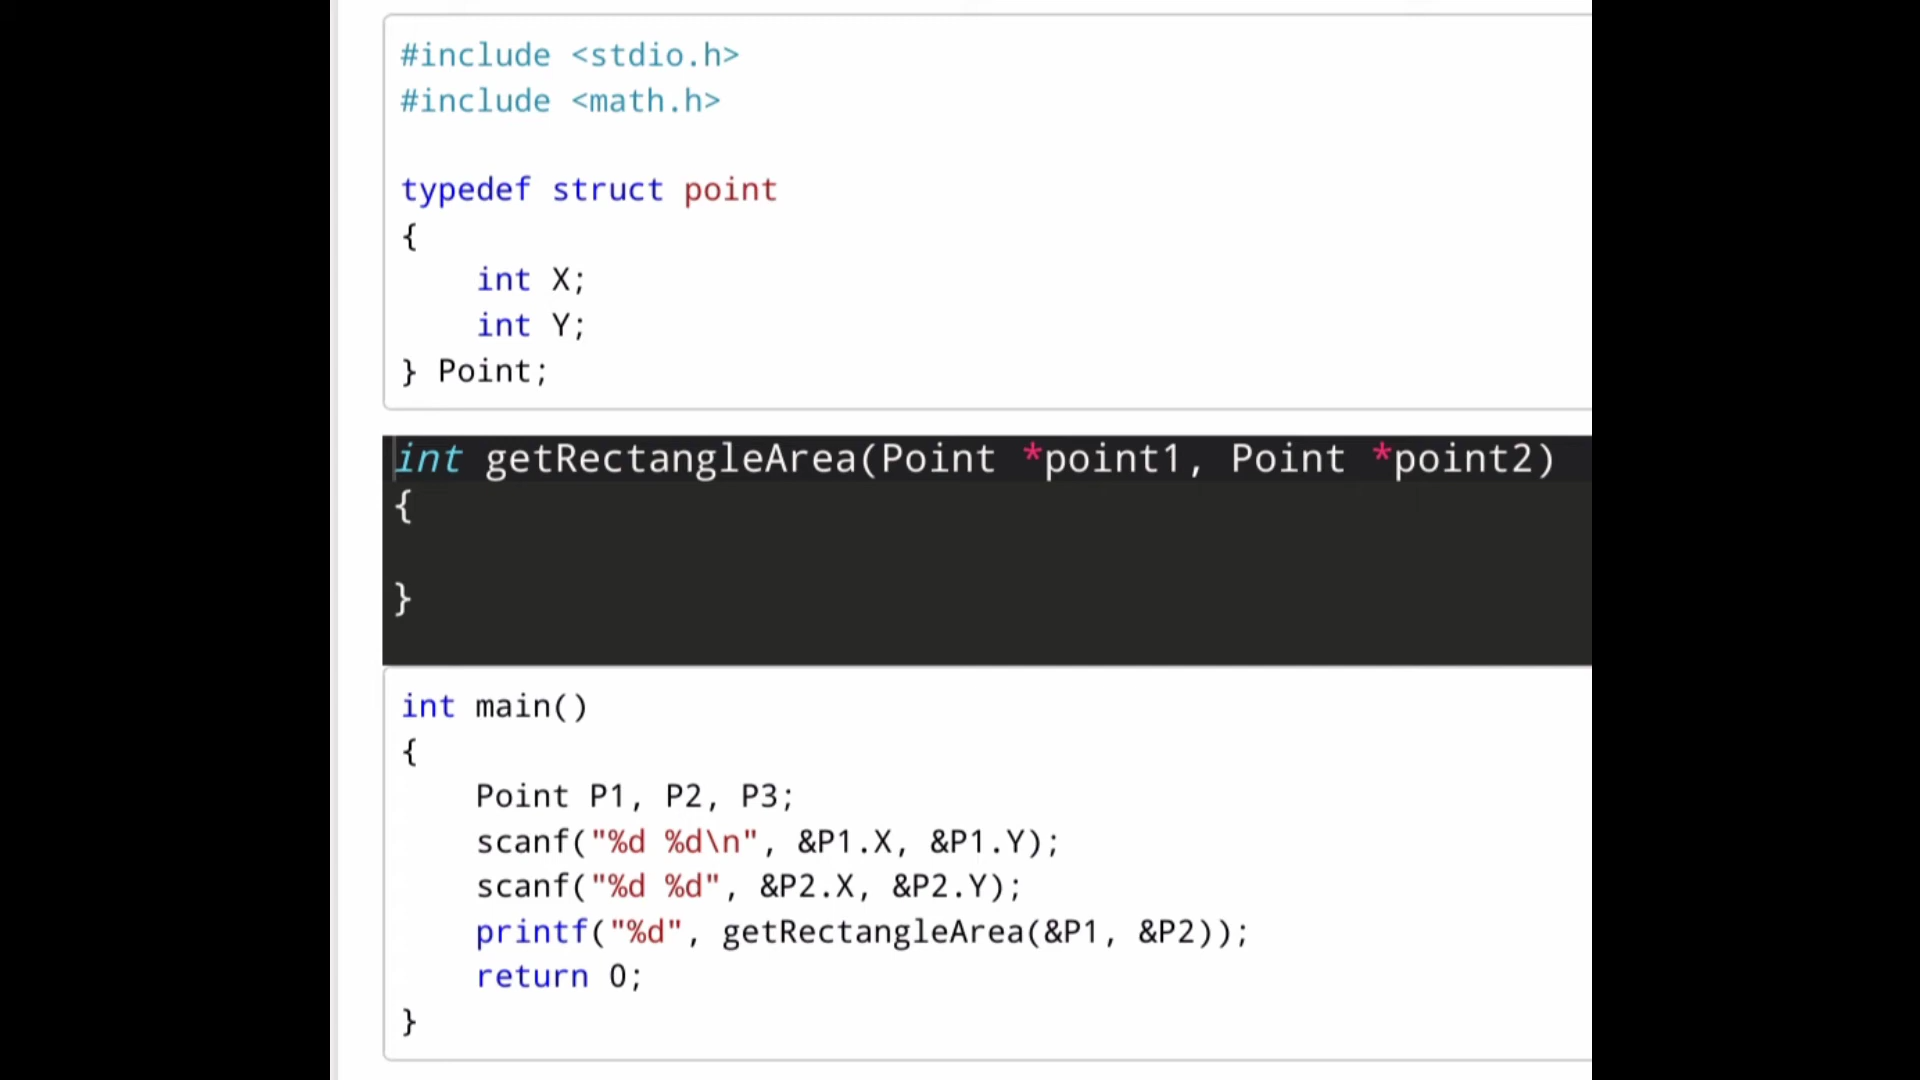 #include <stdio.h>
#include <math.h>
typedef struct point
{
    int X;
    int Y;
} Point;
int getRectangleArea(Point *point1, Point *point2)
{
}
int main()
{
    Point P1, P2, P3;
    scanf("%d %d\n", &P1.X, &P1.Y);
    scanf("%d %d", &P2.X, &P2.Y);
    printf("%d", getRectangleArea(&P1, &P2));
    return 0;
}